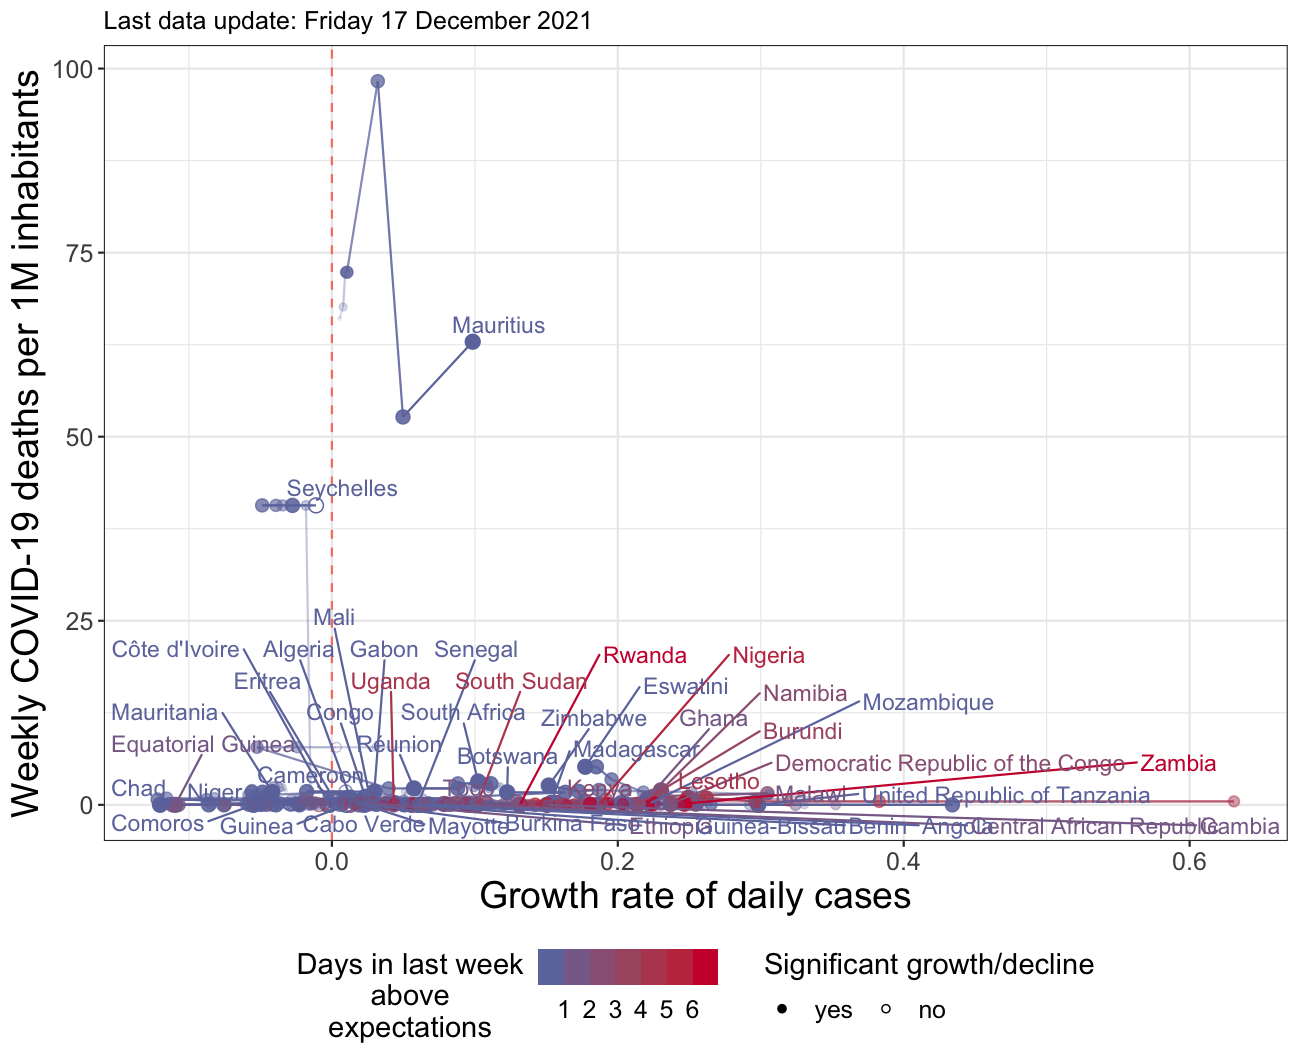 Last data update: Friday 17 December 2021
Weekly COVID-19 deaths per 1M inhabitants
100
75
50
25
0
Mauritius
Seychelles
Mali
Côte d'Ivoire
Algeria
Gabon
Senegal
Rwanda
Nigeria
Eritrea
Uganda
South Sudan
Eswatini
Namibia
Mozambique
Mauritania
Congo
South Africa
Zimbabwe
Ghana
Burundi
Equatorial Guinea
Réunion
Botswana
Madagascar
Democratic Republic of the Congo
Zambia
Cameroon
Chad
Niger
Togo
Kenya
Lesotho
Malawi
United Republic of Tanzania
Comoros
Guinea
Cabo Verde
Mayotte
Burkina Faso
Ethiopia
Guinea-Bissau
Benin
Angola
Central African Republic
Gambia
0.0
0.2
0.4
0.6
Growth rate of daily cases
Days in last week
above
expectations
1 2 3 4 5 6
Significant growth/decline
yes
no